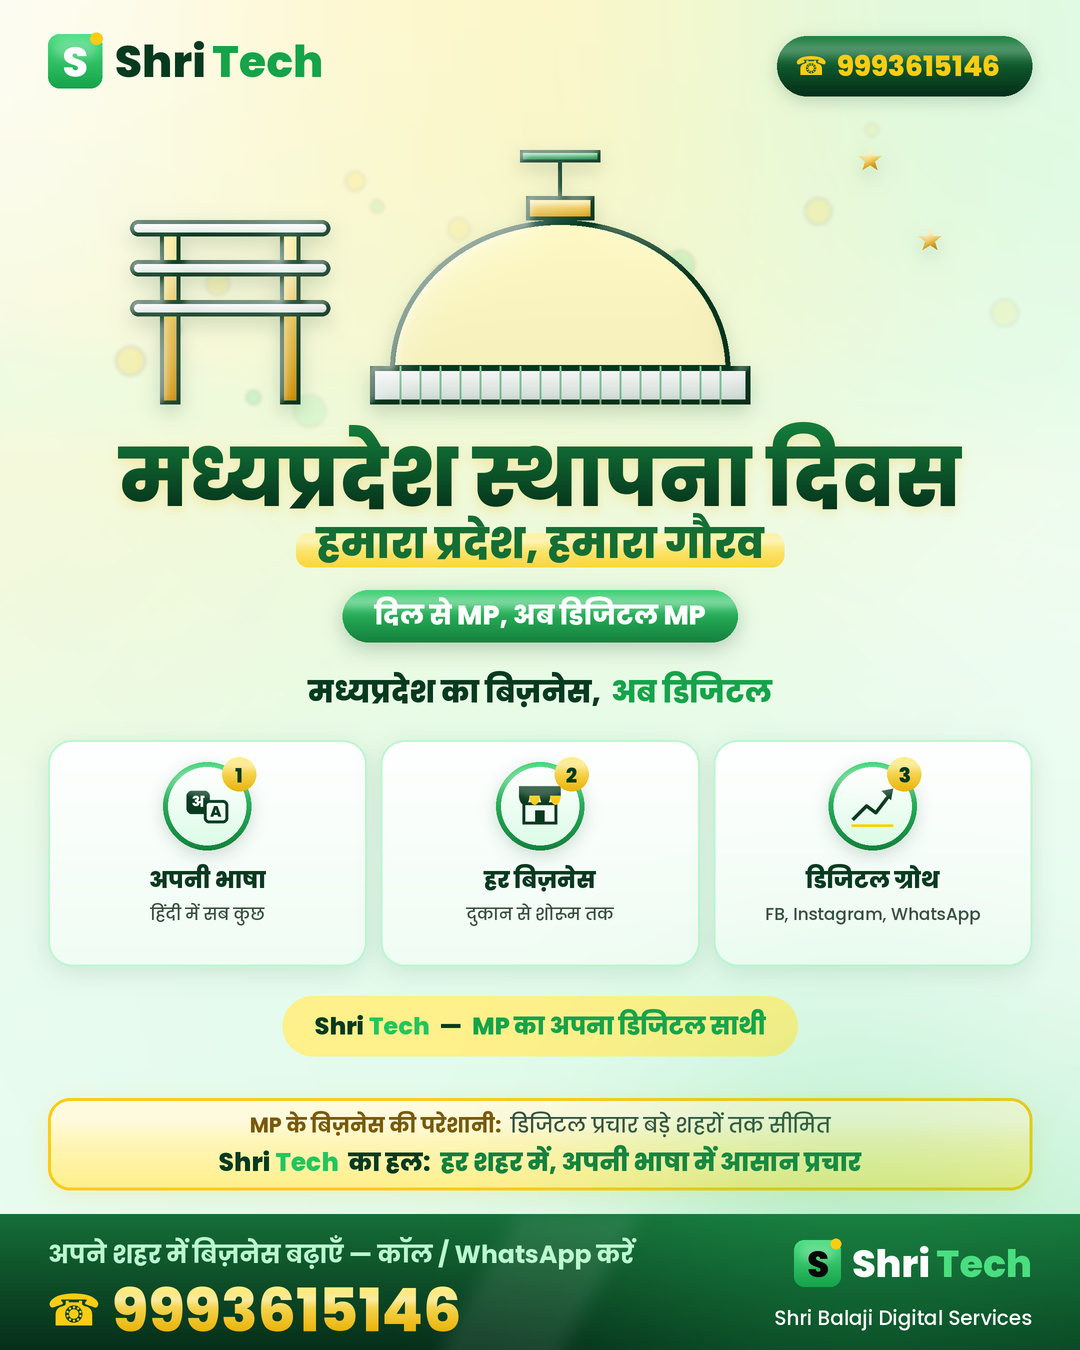 S Shri Tech
☎ 9993615146
मध्यप्रदेश स्थापना दिवस
हमारा प्रदेश, हमारा गौरव
दिल से MP, अब डिजिटल MP
मध्यप्रदेश का बिज़नेस, अब डिजिटल
1
अ A
अपनी भाषा
हिंदी में सब कुछ
2
हर बिज़नेस
दुकान से शोरूम तक
3
डिजिटल ग्रोथ
FB, Instagram, WhatsApp
Shri Tech — MP का अपना डिजिटल साथी
MP के बिज़नेस की परेशानी: डिजिटल प्रचार बड़े शहरों तक सीमित
Shri Tech का हल: हर शहर में, अपनी भाषा में आसान प्रचार
अपने शहर में बिज़नेस बढ़ाएँ — कॉल / WhatsApp करें
☎ 9993615146
S Shri Tech
Shri Balaji Digital Services